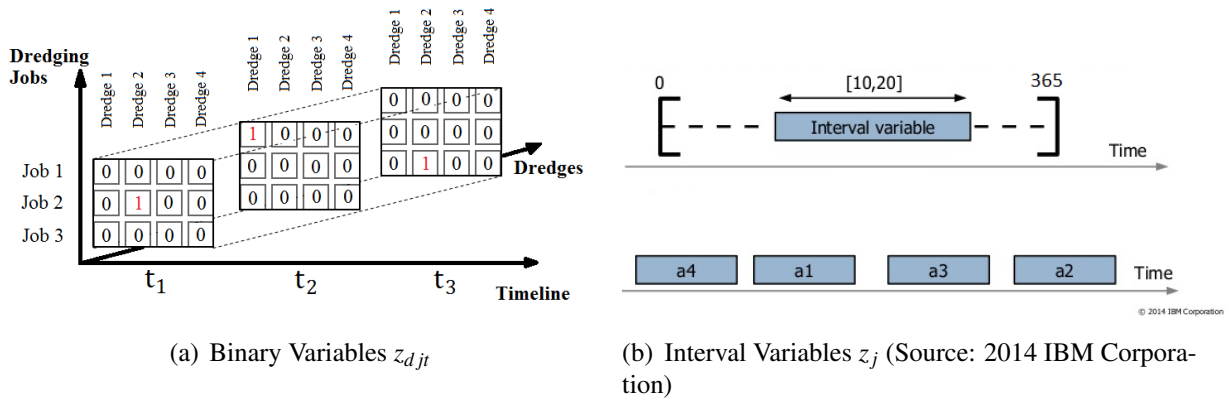 Dredging
Jobs
Dredge 1 Dredge 2 Dredge 3 Dredge 4
Dredge 1 Dredge 2 Dredge 3 Dredge 4
Dredge 1 Dredge 2 Dredge 3 Dredge 4
Job 1
Job 2
Job 3
0 0 0 0
0 1 0 0
0 0 0 0
1 0 0 0
0 0 0 0
0 0 0 0
0 0 0 0
0 0 0 0
0 1 0 0
Dredges
t1 t2 t3
Timeline
(a) Binary Variables zdjt
0 [10,20] 365
Interval variable
Time
a4 a1 a3 a2 Time
© 2014 IBM Corporation
(b) Interval Variables zj (Source: 2014 IBM Corpora-
tion)